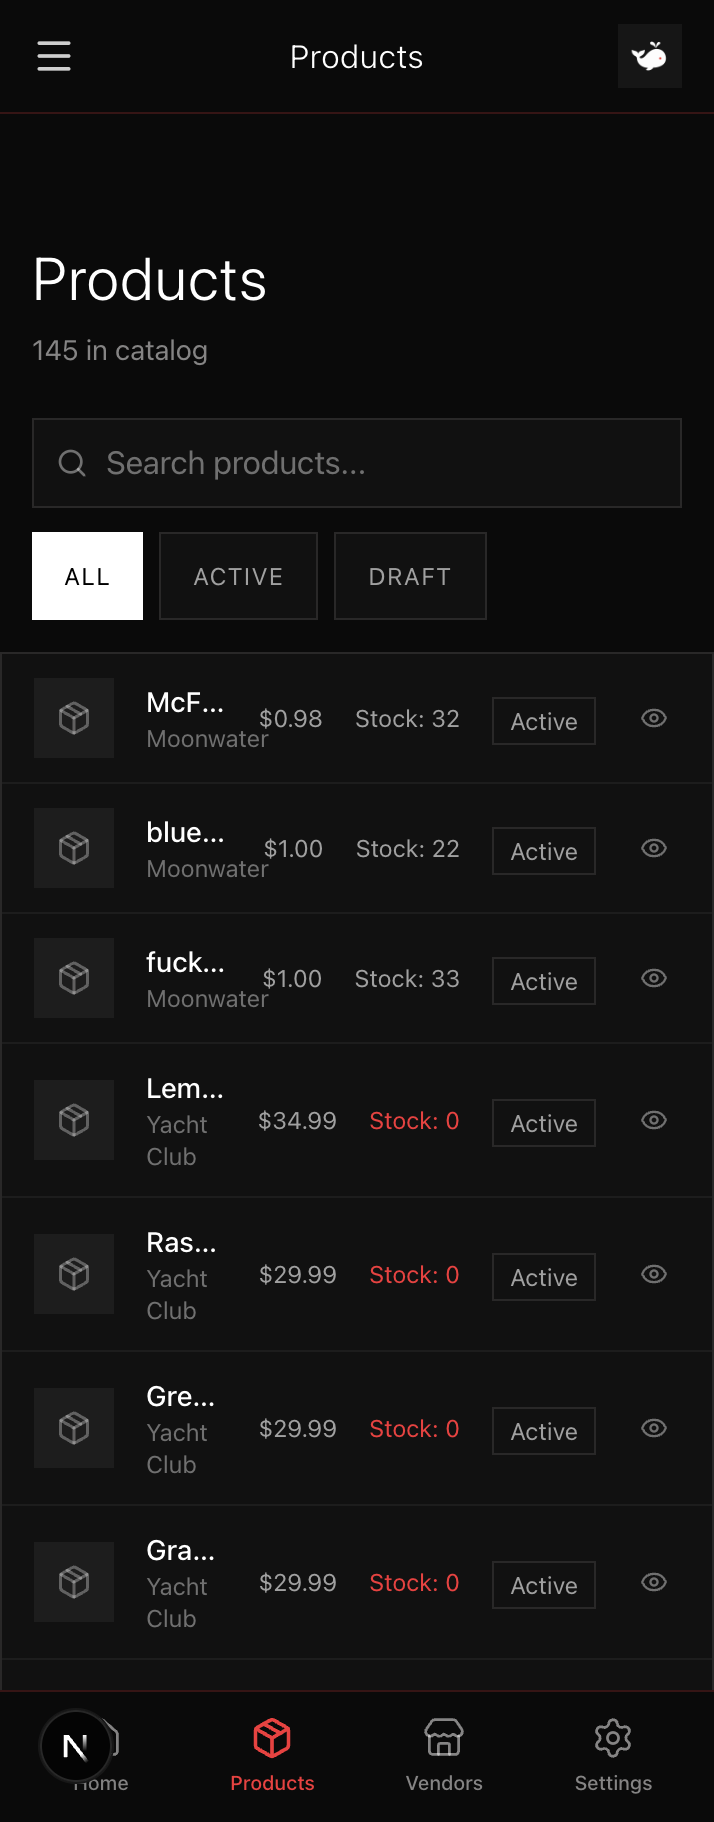 Products
Products
145 in catalog
Search products...
ALL ACTIVE DRAFT
McF... $0.98 Stock: 32 Active
Moonwater
blue... $1.00 Stock: 22 Active
Moonwater
fuck... $1.00 Stock: 33 Active
Moonwater
Lem... $34.99 Stock: 0 Active
Yacht
Club
Ras... $29.99 Stock: 0 Active
Yacht
Club
Gre... $29.99 Stock: 0 Active
Yacht
Club
Gra... $29.99 Stock: 0 Active
Yacht
Club
N
Home Products Vendors Settings